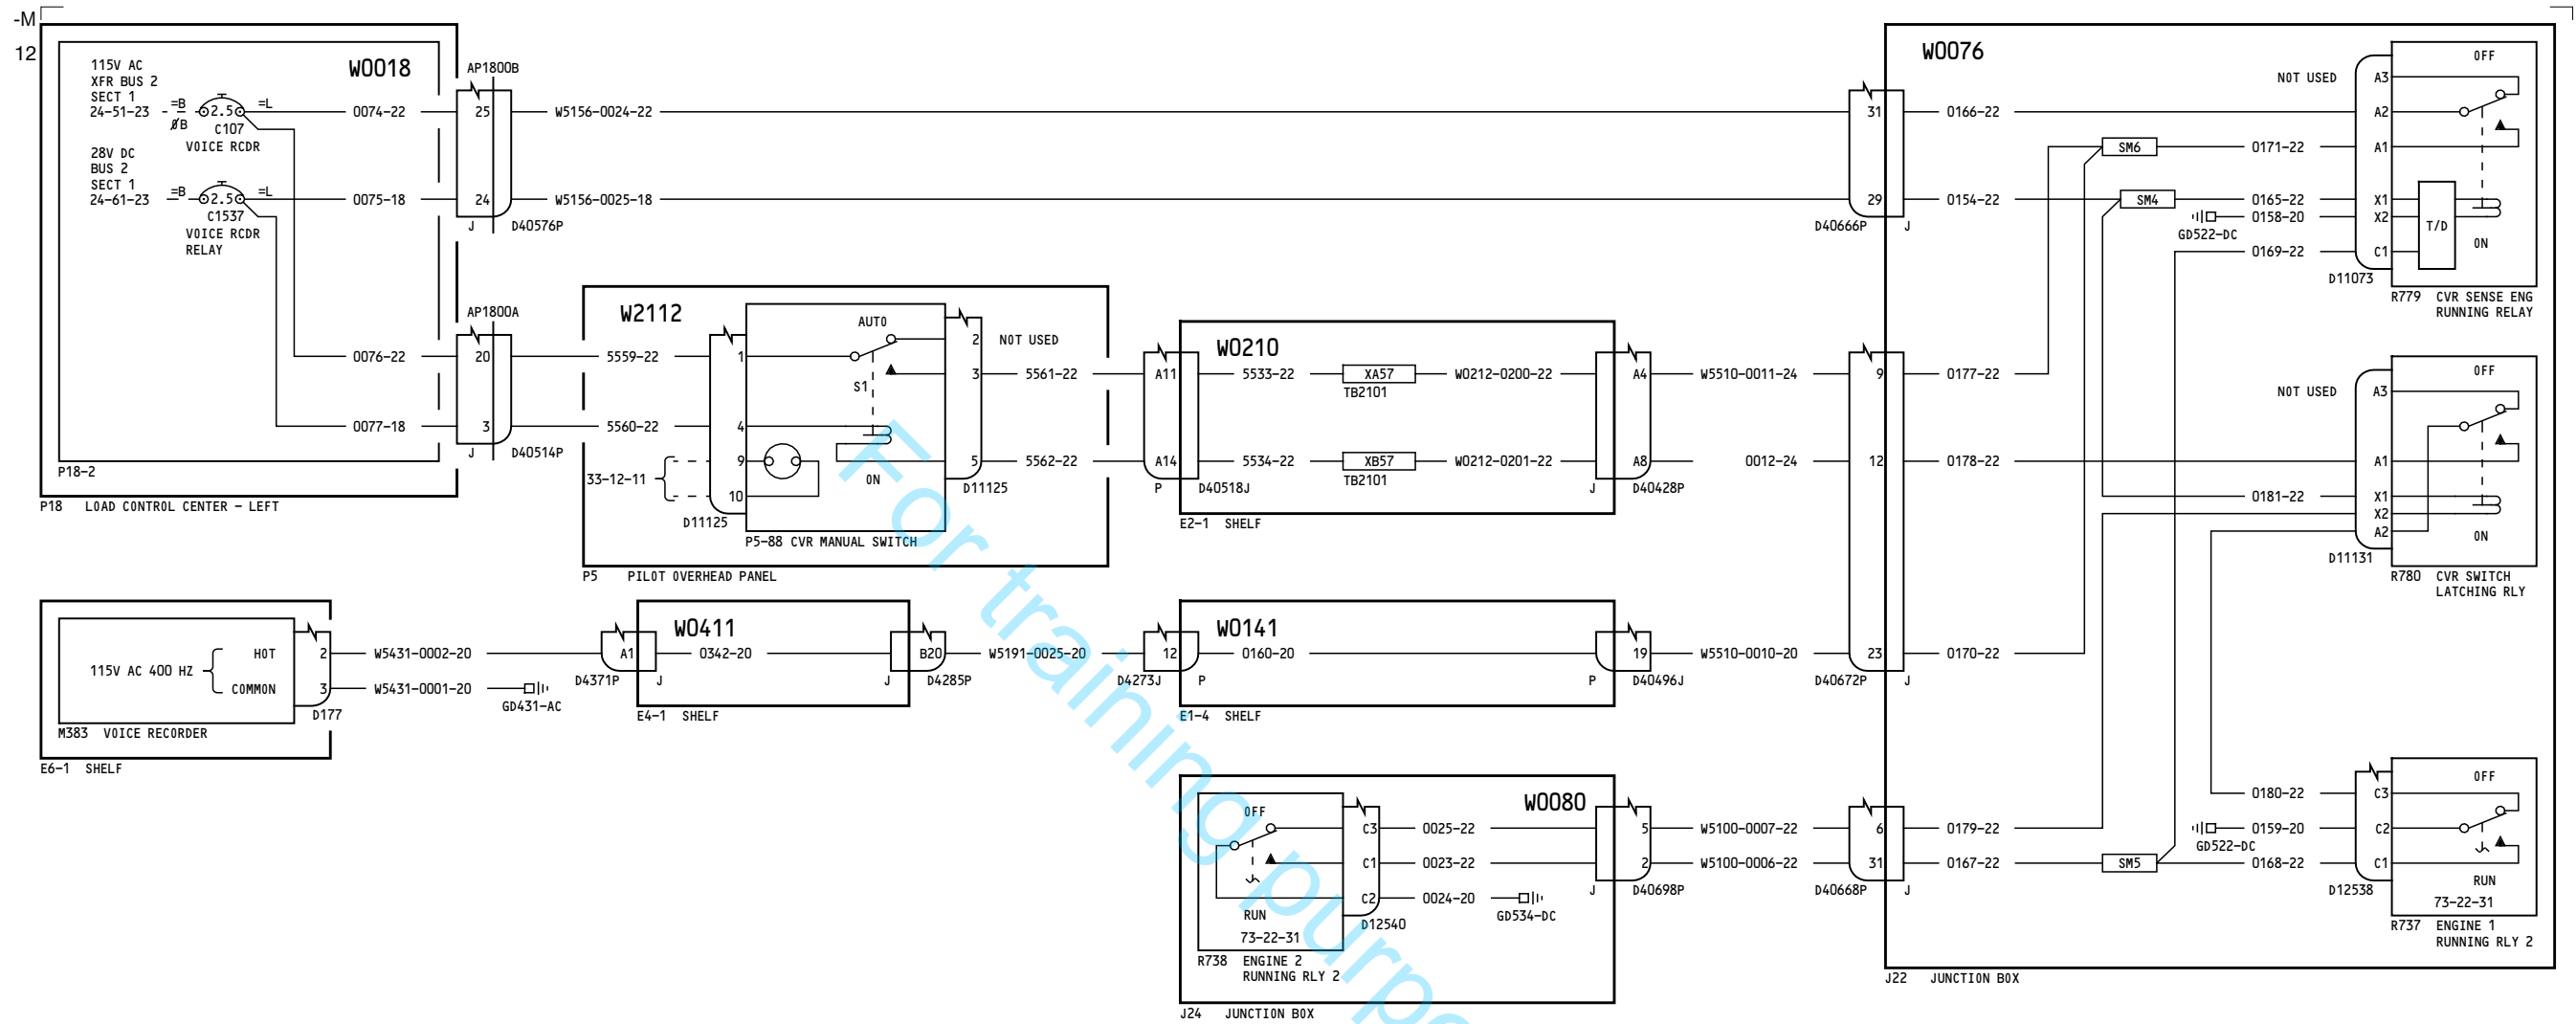 -M
12
W0018
115V AC
XFR BUS 2
SECT 1
24-51-23
=B
ØB
2.5
=L
C107
VOICE RCDR
28V DC
BUS 2
SECT 1
24-61-23
=B
2.5
=L
C1537
VOICE RCDR
RELAY
0074-22
0075-18
0076-22
0077-18
P18-2
P18 LOAD CONTROL CENTER - LEFT
AP1800B
25
24
J
D40576P
W5156-0024-22
W5156-0025-18
AP1800A
20
3
J
D40514P
W2112
5559-22
5560-22
33-12-11
1
4
9
10
D11125
AUTO
S1
ON
P5-88 CVR MANUAL SWITCH
2
3
5
D11125
NOT USED
5561-22
5562-22
P5 PILOT OVERHEAD PANEL
A11
A14
P
D40518J
W0210
5533-22
XA57
TB2101
W0212-0200-22
5534-22
XB57
TB2101
W0212-0201-22
A4
A8
J
D40428P
E2-1 SHELF
W5510-0011-24
0012-24
M383 VOICE RECORDER
115V AC 400 HZ
HOT
COMMON
2
3
D177
E6-1 SHELF
W5431-0002-20
W5431-0001-20
GD431-AC
A1
D4371P
J
W0411
0342-20
B20
J
D4285P
E4-1 SHELF
W5191-0025-20
12
D4273J
P
W0141
0160-20
19
P
D40496J
E1-4 SHELF
W5510-0010-20
W0080
OFF
RUN
73-22-31
R738 ENGINE 2
RUNNING RLY 2
C3
C1
C2
D12540
0025-22
0023-22
0024-20
GD534-DC
5
2
J
D40698P
J24 JUNCTION BOX
W5100-0007-22
W5100-0006-22
31
29
D40666P
J
9
12
23
D40672P
J
6
31
D40668P
J
W0076
0166-22
0154-22
0177-22
0178-22
0170-22
0179-22
0167-22
SM6
SM4
SM5
NOT USED
0171-22
0165-22
0158-20
GD522-DC
0169-22
A3
A2
A1
X1
X2
C1
D11073
OFF
T/D
ON
R779 CVR SENSE ENG
RUNNING RELAY
NOT USED
0181-22
A3
A1
X1
X2
A2
D11131
OFF
ON
R780 CVR SWITCH
LATCHING RLY
0180-22
0159-20
GD522-DC
0168-22
C3
C2
C1
D12538
OFF
RUN
73-22-31
R737 ENGINE 1
RUNNING RLY 2
J22 JUNCTION BOX
For training purpo